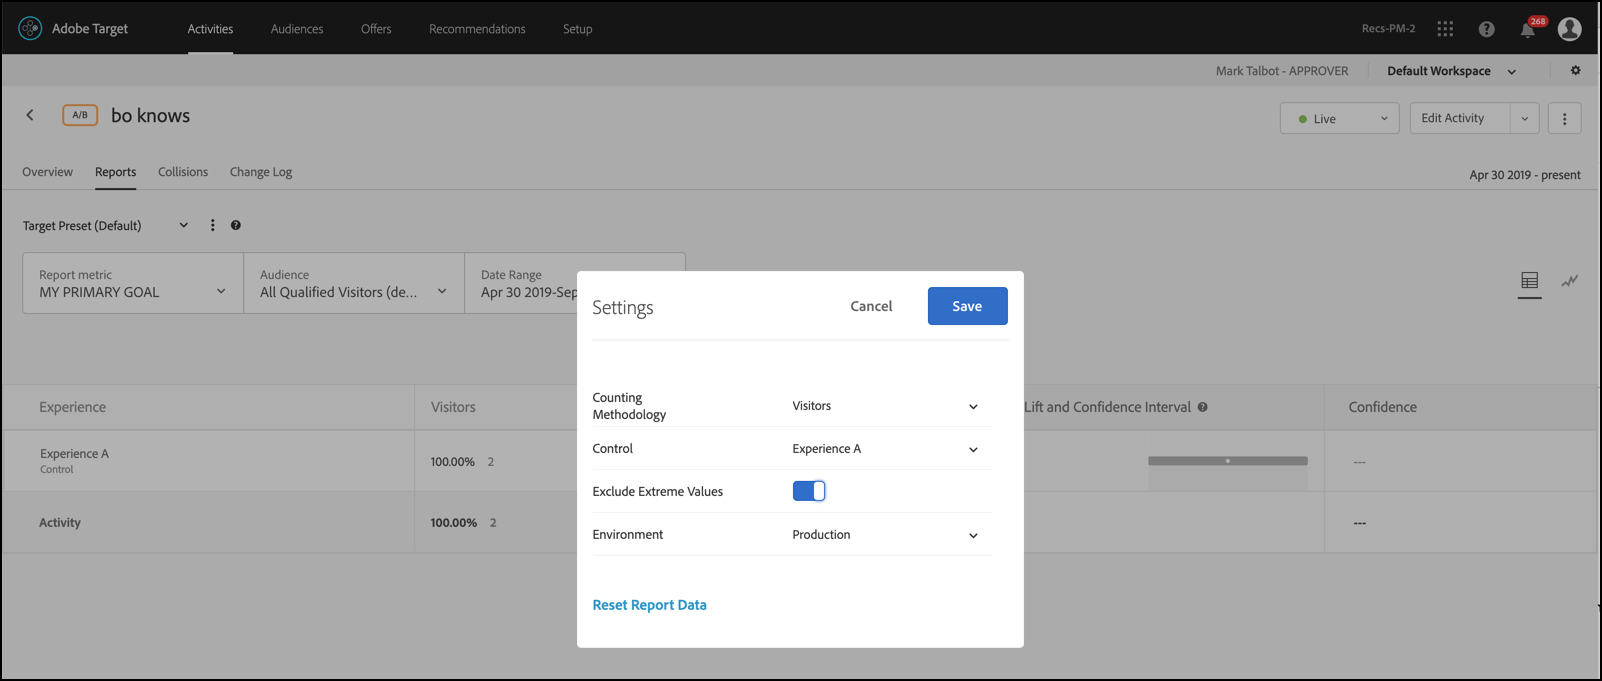 Adobe Target
Activities
Audiences
Offers
Recommendations
Setup
Recs-PM-2
268
Mark Talbot - APPROVER
Default Workspace
A/B
bo knows
Live
Edit Activity
Overview
Reports
Collisions
Change Log
Apr 30 2019 - present
Target Preset (Default)
Report metric
MY PRIMARY GOAL
Audience
All Qualified Visitors (de...
Date Range
Apr 30 2019-Sep
Settings
Cancel
Save
Counting
Methodology
Visitors
Control
Experience A
Exclude Extreme Values
Environment
Production
Reset Report Data
Experience
Visitors
Lift and Confidence Interval
Confidence
Experience A
Control
100.00% 2
---
Activity
100.00% 2
---